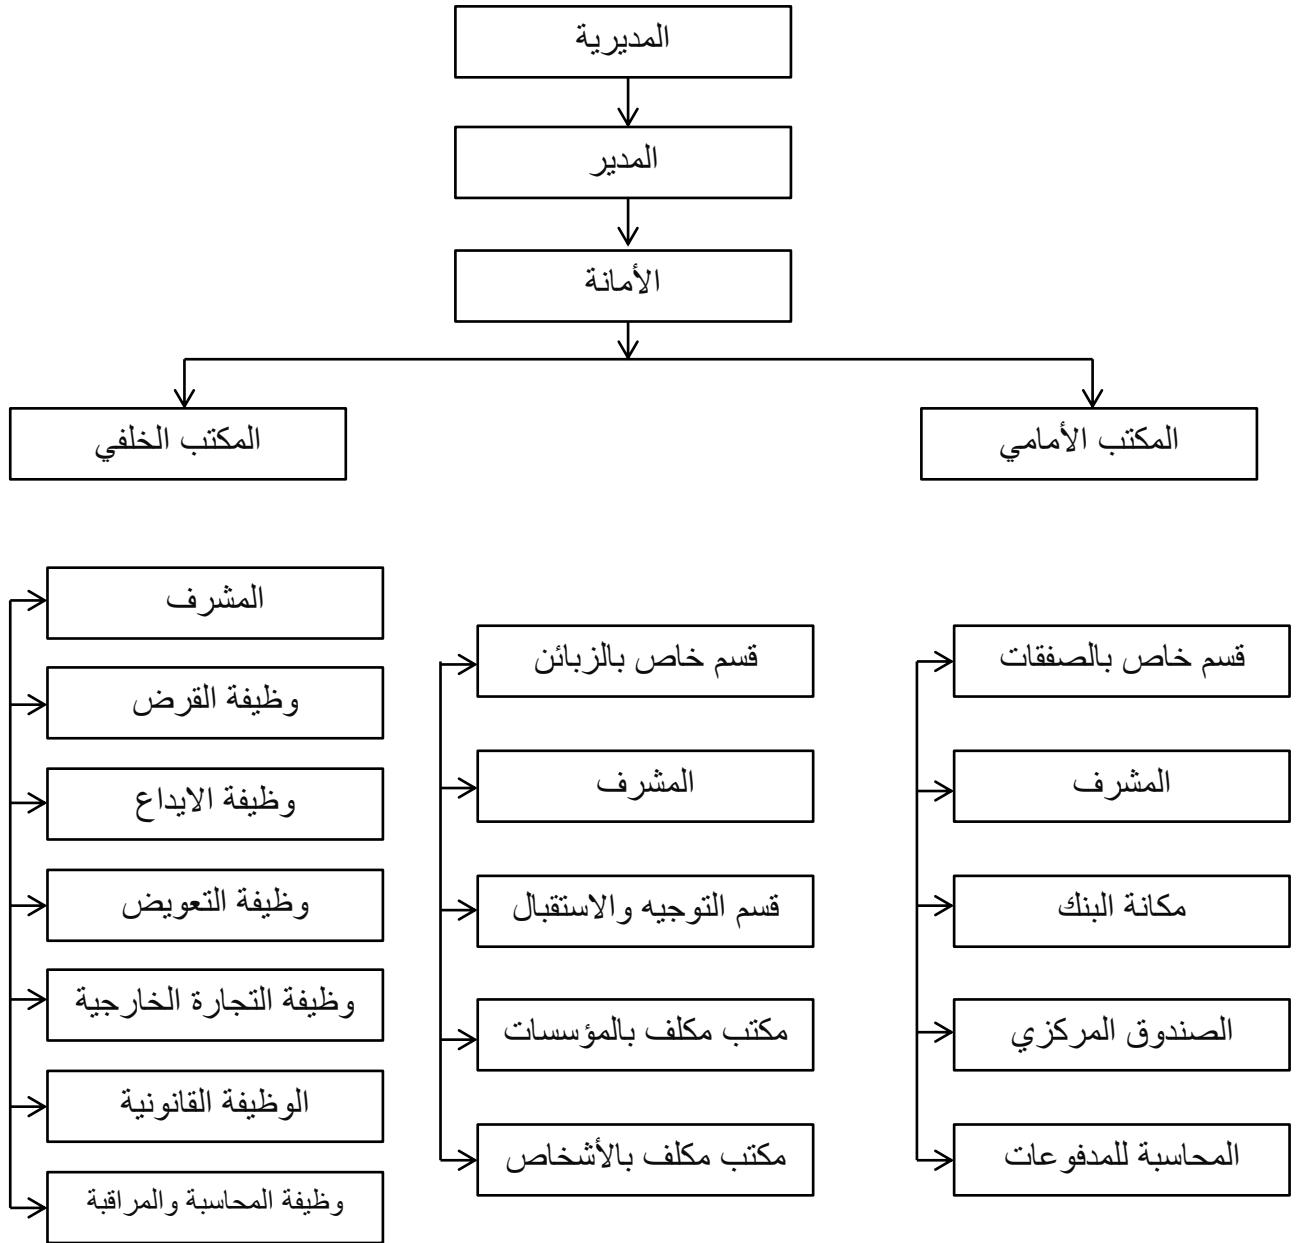 المديرية
المدير
الأمانة
المكتب الأمامي
المكتب الخلفي
قسم خاص بالصفقات
المشرف
مكانة البنك
الصندوق المركزي
المحاسبة للمدفوعات
قسم خاص بالزبائن
المشرف
قسم التوجيه والاستقبال
مكتب مكلف بالمؤسسات
مكتب مكلف بالأشخاص
المشرف
وظيفة القرض
وظيفة الايداع
وظيفة التعويض
وظيفة التجارة الخارجية
الوظيفة القانونية
وظيفة المحاسبة والمراقبة